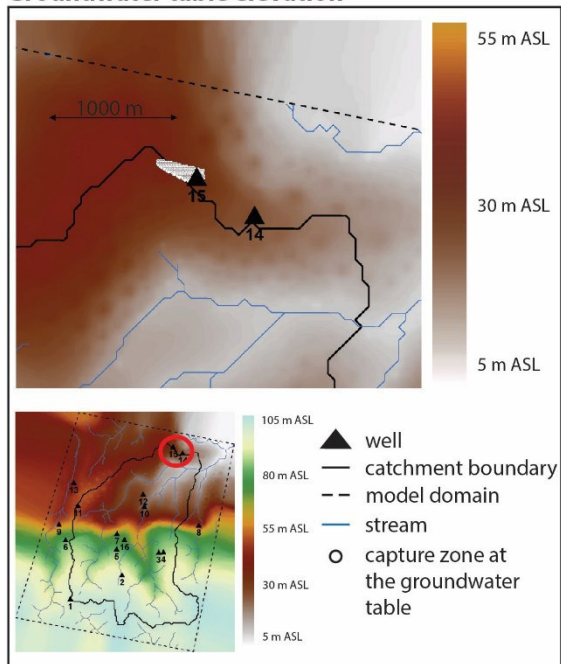 1000 m
15
14
55 m ASL
30 m ASL
5 m ASL
105 m ASL
80 m ASL
55 m ASL
30 m ASL
5 m ASL
15
13
12
11
10
9
8
7
16
6
5
34
2
1
well
catchment boundary
model domain
stream
capture zone at
the groundwater
table